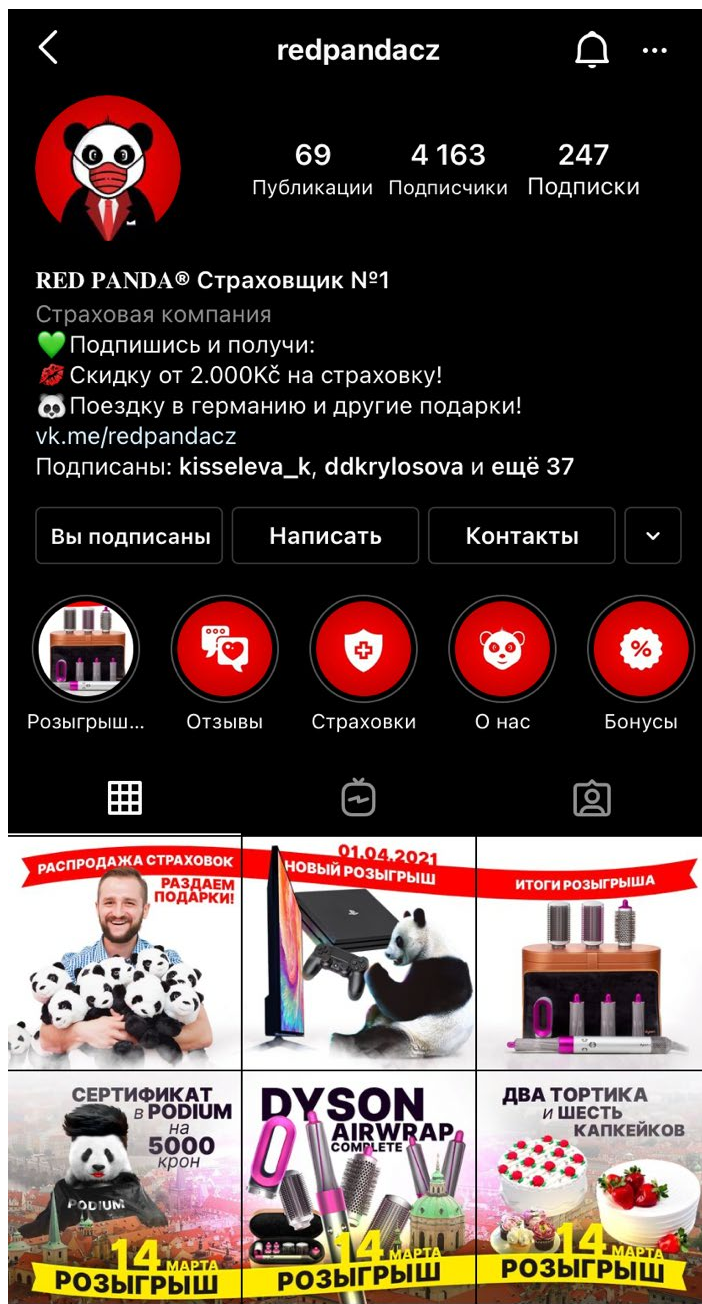 redpandacz
69
4 163
247
Публикации
Подписчики
Подписки
RED PANDA® Страховщик №1
Страховая компания
💚Подпишись и получи:
💋Скидку от 2.000Kč на страховку!
🐼Поездку в германию и другие подарки!
vk.me/redpandacz
Подписаны: kisseleva_k, ddkrylosova и ещё 37
Вы подписаны
Написать
Контакты
Розыгрыш...
Отзывы
Страховки
О нас
Бонусы
РАСПРОДАЖА СТРАХОВОК
РАЗДАЕМ
ПОДАРКИ!
01.04.2021
НОВЫЙ РОЗЫГРЫШ
ИТОГИ РОЗЫГРЫША
СЕРТИФИКАТ
в PODIUM
на
5000
крон
PODIUM
14 МАРТА
РОЗЫГРЫШ
DYSON
AIRWRAP
COMPLETE
14 МАРТА
РОЗЫГРЫШ
ДВА ТОРТИКА
и ШЕСТЬ
КАПКЕЙКОВ
14 МАРТА
РОЗЫГРЫШ